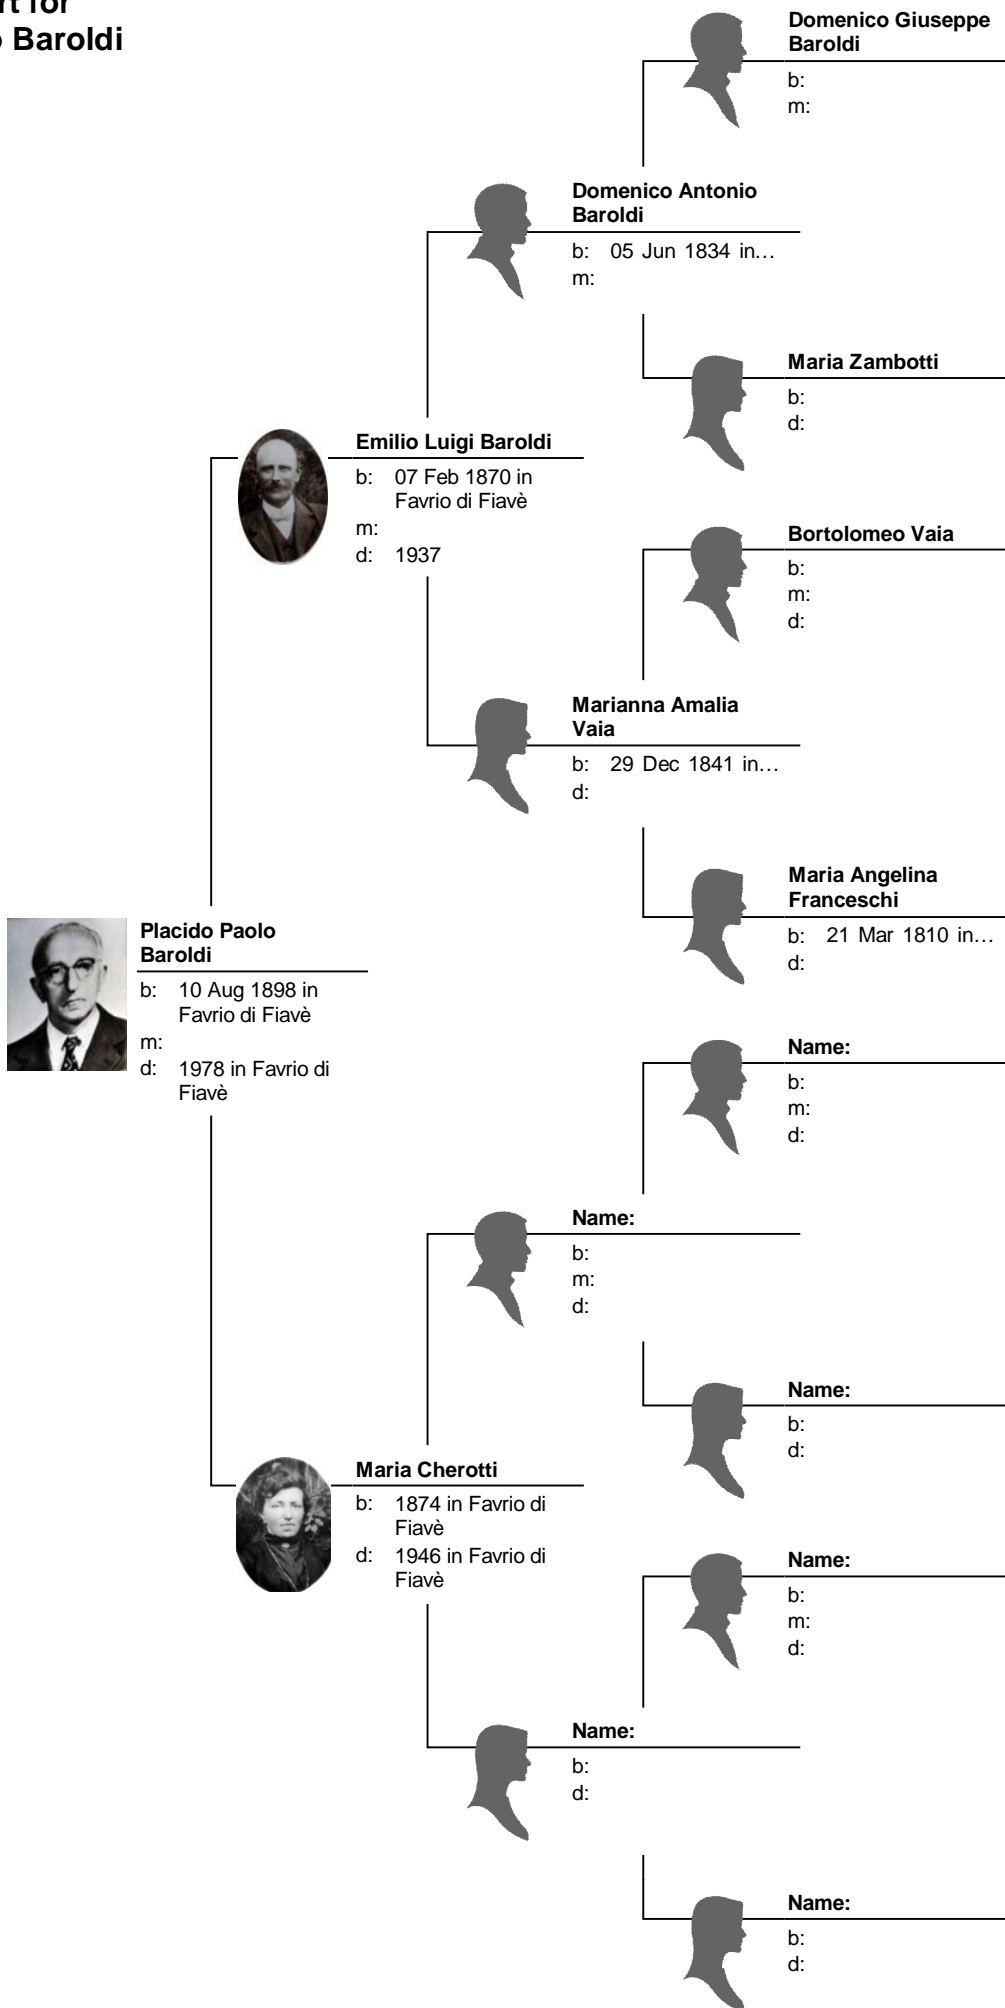 rt for
o Baroldi
Domenico Giuseppe
Baroldi
b:
m:
Domenico Antonio
Baroldi
b: 05 Jun 1834 in…
m:
Maria Zambotti
b:
d:
Emilio Luigi Baroldi
b: 07 Feb 1870 in
Favrio di Fiavè
m:
d: 1937
Bortolomeo Vaia
b:
m:
d:
Marianna Amalia
Vaia
b: 29 Dec 1841 in…
d:
Maria Angelina
Franceschi
b: 21 Mar 1810 in…
d:
Placido Paolo
Baroldi
b: 10 Aug 1898 in
Favrio di Fiavè
m:
d: 1978 in Favrio di
Fiavè
Name:
b:
m:
d:
Name:
b:
m:
d:
Name:
b:
d:
Maria Cherotti
b: 1874 in Favrio di
Fiavè
d: 1946 in Favrio di
Fiavè
Name:
b:
m:
d:
Name:
b:
d:
Name:
b:
d: